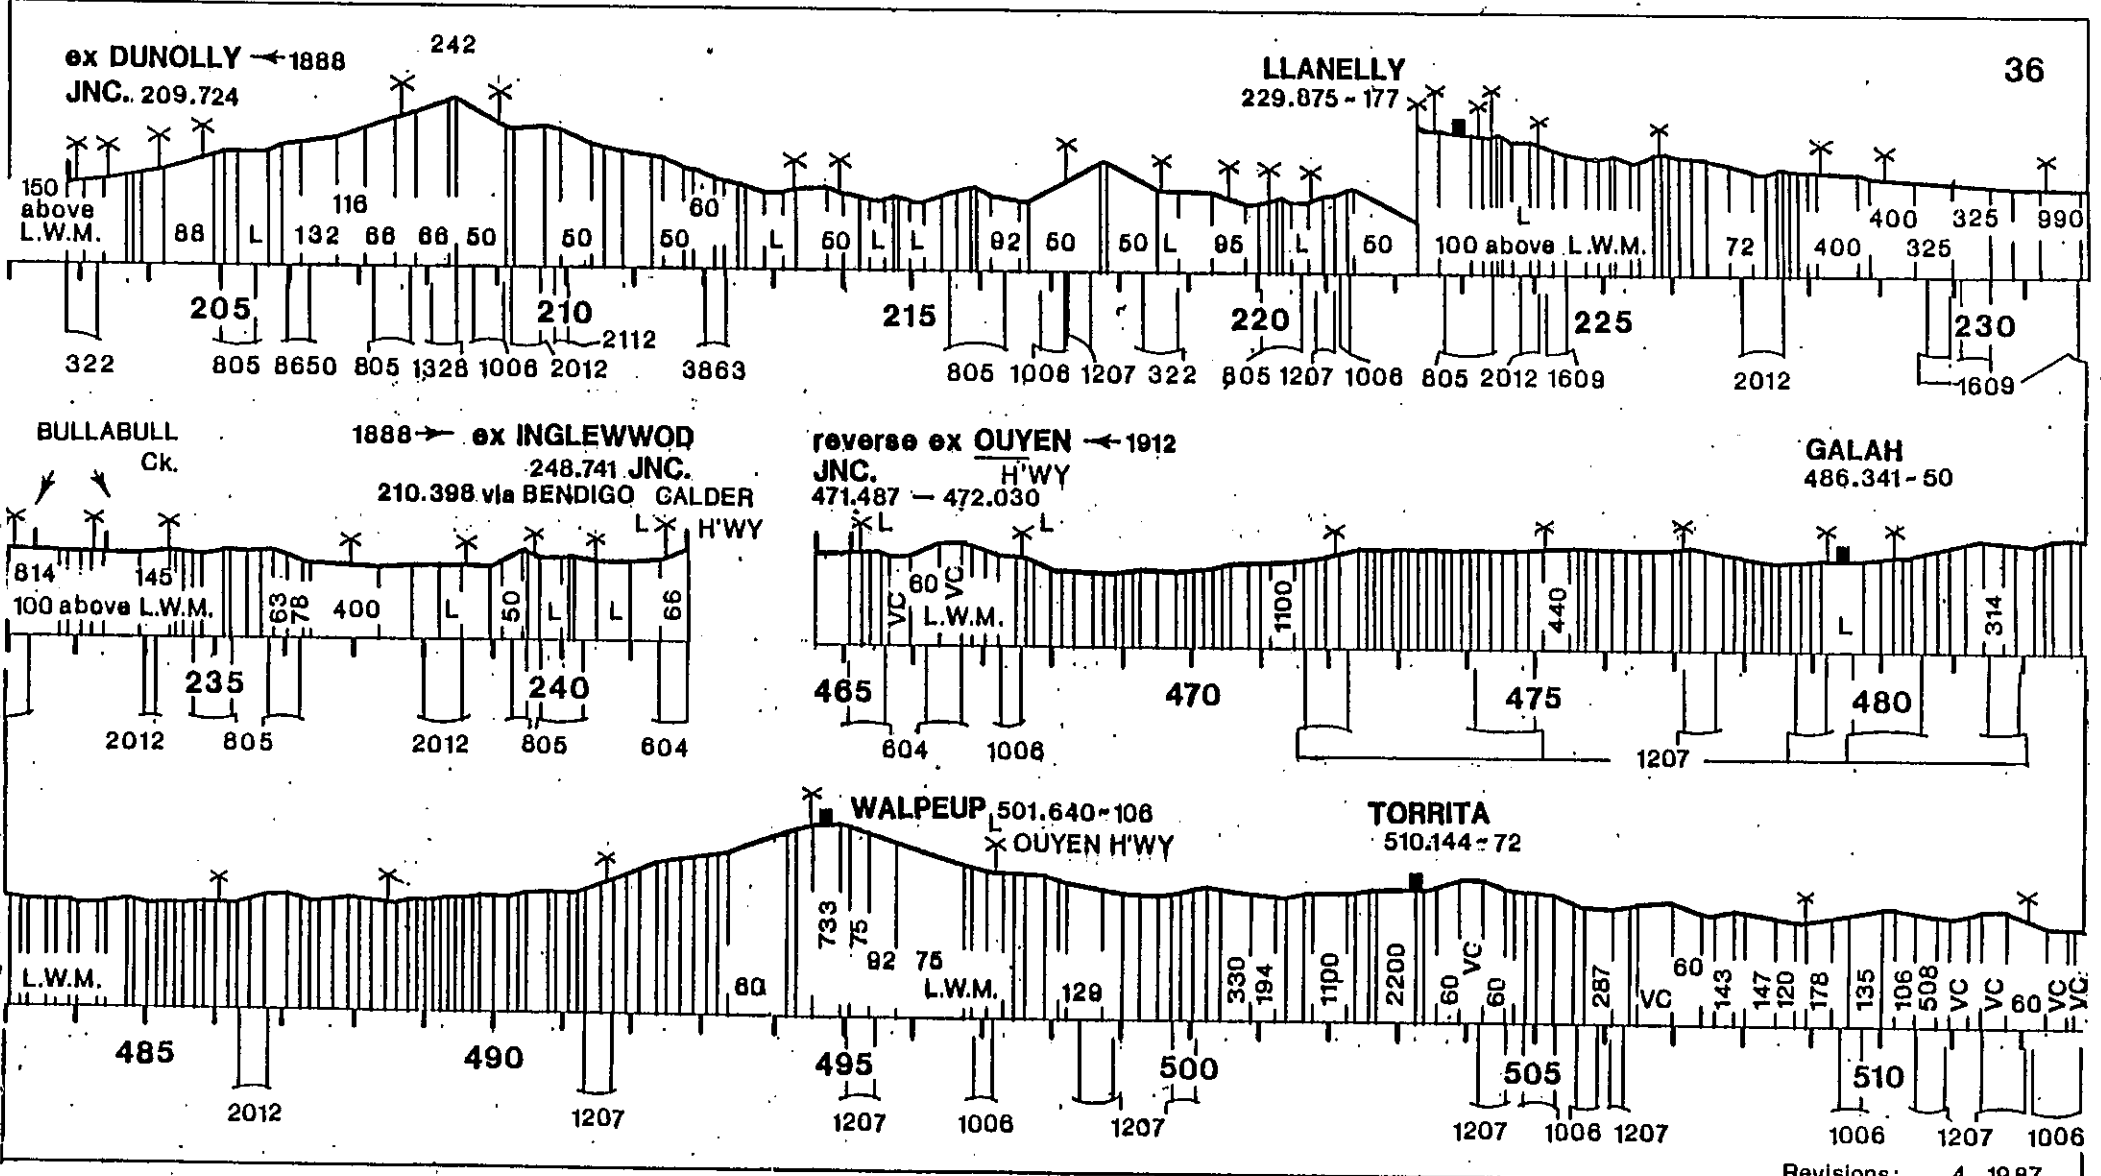 36
ex DUNOLLY ← 1888
JNC. 209.724
242
LLANELLY
229.875 ~ 177
150
above
L.W.M.
88 L 132 116 66 66 50 50 50 60 L 50 L L 92 50 50 L 95 L 50
100 above L.W.M.
L 72 400 400 325 325 990
205 210 215 220 225 230
322 805 8650 805 1328 1006 2012 2112 3863 805 1006 1207 322 805 1207 1006 805 2012 1609 2012 1609
BULLABULL
Ck.
1888 → ex INGLEWWOD
248.741 JNC.
210.398 via BENDIGO CALDER
L H'WY
reverse ex OUYEN ← 1912
JNC. H'WY
471.487 — 472.030
L L
GALAH
486.341 ~ 50
814 145
100 above L.W.M.
63 78 400 L 50 L L 66
VC 60 VC
L.W.M.
1100 440 L 314
235 240 465 470 475 480
2012 805 2012 805 604 604 1006 1207
WALPEUP 501.640 ~ 106
L
OUYEN H'WY
TORRITA
510.144 ~ 72
L.W.M.
60 733 75 92 75
L.W.M.
129 330 194 1100 2200 60 VC 60 287 VC 60 143 147 120 178 135 106 508 VC VC 60 VC VC
485 490 495 500 505 510
2012 1207 1207 1006 1207 1207 1006 1207 1006 1207 1006
Revisions: 4 1987